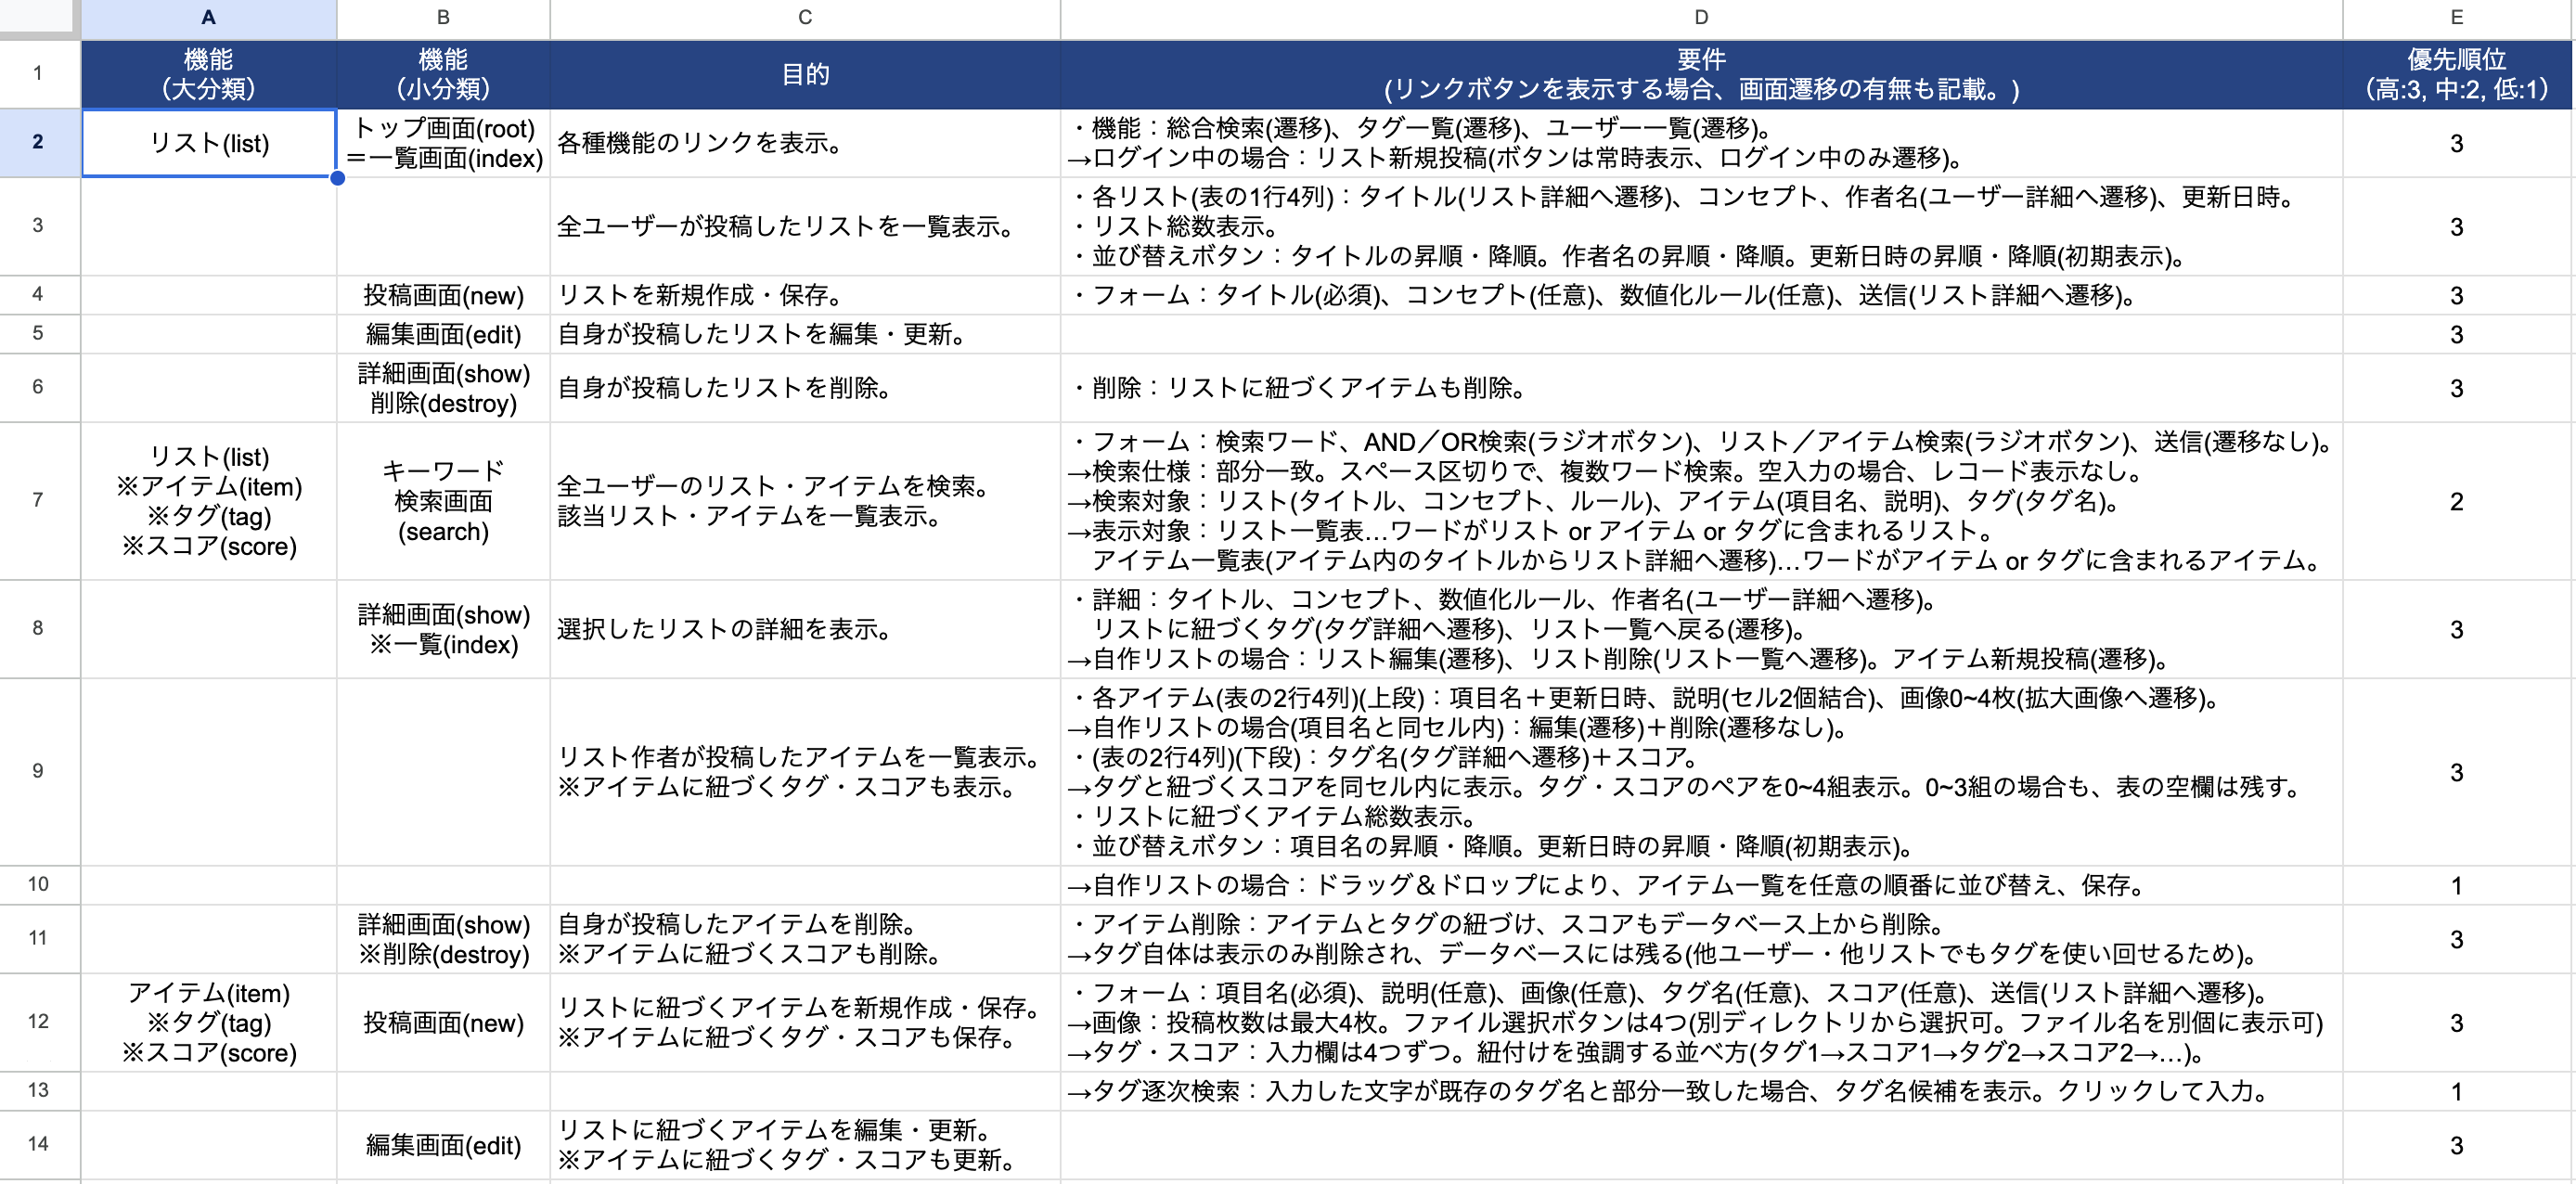 A B C D E
1 機能 機能 目的 要件 優先順位
(大分類) (小分類) (リンクボタンを表示する場合、画面遷移の有無も記載。) (高:3, 中:2, 低:1)
2 リスト(list) トップ画面(root) 各種機能のリンクを表示。 ・機能：総合検索(遷移)、タグ一覧(遷移)、ユーザー一覧(遷移)。 3
＝一覧画面(index) →ログイン中の場合：リスト新規投稿(ボタンは常時表示、ログイン中のみ遷移)。
3 全ユーザーが投稿したリストを一覧表示。 ・各リスト(表の1行4列)：タイトル(リスト詳細へ遷移)、コンセプト、作者名(ユーザー詳細へ遷移)、更新日時。 3
・リスト総数表示。
・並び替えボタン：タイトルの昇順・降順。作者名の昇順・降順。更新日時の昇順・降順(初期表示)。
4 投稿画面(new) リストを新規作成・保存。 ・フォーム：タイトル(必須)、コンセプト(任意)、数値化ルール(任意)、送信(リスト詳細へ遷移)。 3
5 編集画面(edit) 自身が投稿したリストを編集・更新。 3
6 詳細画面(show) 自身が投稿したリストを削除。 ・削除：リストに紐づくアイテムも削除。 3
削除(destroy)
7 リスト(list)
※アイテム(item)
※タグ(tag)
※スコア(score)
キーワード
検索画面
(search)
全ユーザーのリスト・アイテムを検索。
該当リスト・アイテムを一覧表示。
・フォーム：検索ワード、AND／OR検索(ラジオボタン)、リスト／アイテム検索(ラジオボタン)、送信(遷移なし)。
→検索仕様：部分一致。スペース区切りで、複数ワード検索。空入力の場合、レコード表示なし。
→検索対象：リスト(タイトル、コンセプト、ルール)、アイテム(項目名、説明)、タグ(タグ名)。
→表示対象：リスト一覧表…ワードがリスト or アイテム or タグに含まれるリスト。
アイテム一覧表(アイテム内のタイトルからリスト詳細へ遷移)…ワードがアイテム or タグに含まれるアイテム。
2
8 詳細画面(show)
※一覧(index)
選択したリストの詳細を表示。
・詳細：タイトル、コンセプト、数値化ルール、作者名(ユーザー詳細へ遷移)。
リストに紐づくタグ(タグ詳細へ遷移)、リスト一覧へ戻る(遷移)。
→自作リストの場合：リスト編集(遷移)、リスト削除(リスト一覧へ遷移)。アイテム新規投稿(遷移)。
3
9 リスト作者が投稿したアイテムを一覧表示。
※アイテムに紐づくタグ・スコアも表示。
・各アイテム(表の2行4列)(上段)：項目名＋更新日時、説明(セル2個結合)、画像0~4枚(拡大画像へ遷移)。
→自作リストの場合(項目名と同セル内)：編集(遷移)＋削除(遷移なし)。
・(表の2行4列)(下段)：タグ名(タグ詳細へ遷移)＋スコア。
→タグと紐づくスコアを同セル内に表示。タグ・スコアのペアを0~4組表示。0~3組の場合も、表の空欄は残す。
・リストに紐づくアイテム総数表示。
・並び替えボタン：項目名の昇順・降順。更新日時の昇順・降順(初期表示)。
3
10 →自作リストの場合：ドラッグ＆ドロップにより、アイテム一覧を任意の順番に並び替え、保存。 1
11 詳細画面(show)
※削除(destroy)
自身が投稿したアイテムを削除。
※アイテムに紐づくスコアも削除。
・アイテム削除：アイテムとタグの紐づけ、スコアもデータベース上から削除。
→タグ自体は表示のみ削除され、データベースには残る(他ユーザー・他リストでもタグを使い回せるため)。
3
12 アイテム(item)
※タグ(tag)
※スコア(score)
投稿画面(new)
リストに紐づくアイテムを新規作成・保存。
※アイテムに紐づくタグ・スコアも保存。
・フォーム：項目名(必須)、説明(任意)、画像(任意)、タグ名(任意)、スコア(任意)、送信(リスト詳細へ遷移)。
→画像：投稿枚数は最大4枚。ファイル選択ボタンは4つ(別ディレクトリから選択可。ファイル名を別個に表示可)
→タグ・スコア：入力欄は4つずつ。紐付けを強調する並べ方(タグ1→スコア1→タグ2→スコア2→…)。
3
13 →タグ逐次検索：入力した文字が既存のタグ名と部分一致した場合、タグ名候補を表示。クリックして入力。 1
14 編集画面(edit)
リストに紐づくアイテムを編集・更新。
※アイテムに紐づくタグ・スコアも更新。
3